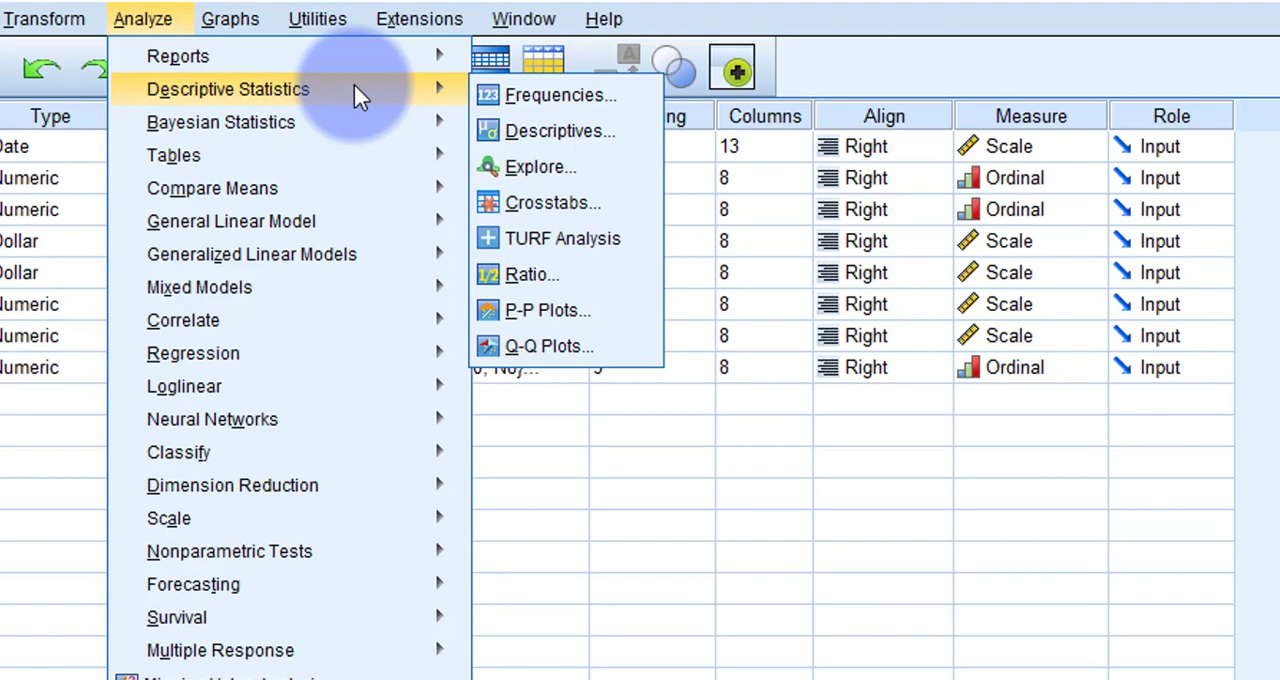 Transform Analyze Graphs Utilities Extensions Window Help
Reports
Descriptive Statistics
Bayesian Statistics
Tables
Compare Means
General Linear Model
Generalized Linear Models
Mixed Models
Correlate
Regression
Loglinear
Neural Networks
Classify
Dimension Reduction
Scale
Nonparametric Tests
Forecasting
Survival
Multiple Response
Frequencies...
Descriptives...
Explore...
Crosstabs...
TURF Analysis
Ratio...
P-P Plots...
Q-Q Plots...
Type Columns Align Measure Role
13 Right Scale Input
8 Right Ordinal Input
8 Right Ordinal Input
Dollar 8 Right Scale Input
Dollar 8 Right Scale Input
8 Right Scale Input
8 Right Scale Input
8 Right Ordinal Input